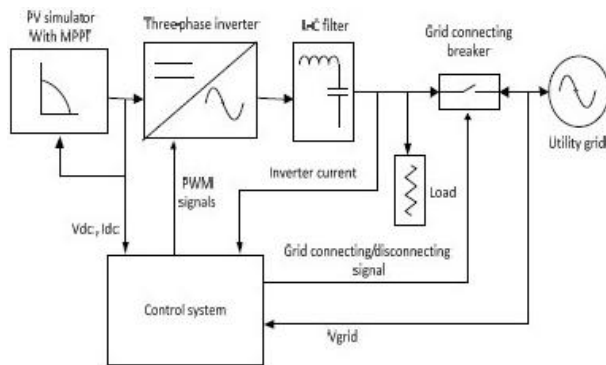 PV simulator
With MPPT
Three-phase inverter
L-C filter
Grid connecting
breaker
Utility grid
Inverter current
PWM
signals
Load
Vdc, Idc
Grid connecting/disconnecting
signal
Control system
Vgrid